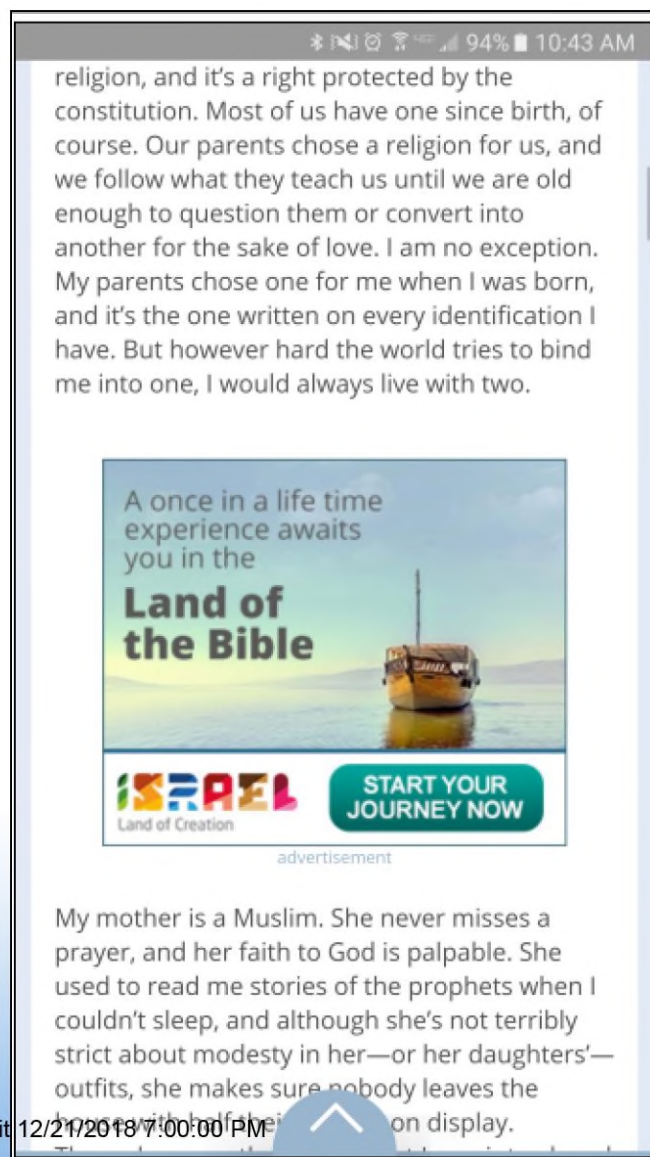 94% 10:43 AM
religion, and it's a right protected by the
constitution. Most of us have one since birth, of
course. Our parents chose a religion for us, and
we follow what they teach us until we are old
enough to question them or convert into
another for the sake of love. I am no exception.
My parents chose one for me when I was born,
and it's the one written on every identification I
have. But however hard the world tries to bind
me into one, I would always live with two.
A once in a life time
experience awaits
you in the
Land of
the Bible
ISRAEL
Land of Creation
START YOUR
JOURNEY NOW
advertisement
My mother is a Muslim. She never misses a
prayer, and her faith to God is palpable. She
used to read me stories of the prophets when I
couldn't sleep, and although she's not terribly
strict about modesty in her—or her daughters'—
outfits, she makes sure nobody leaves the
house with half on display.
it 12/21/2018 7:00:00 PM